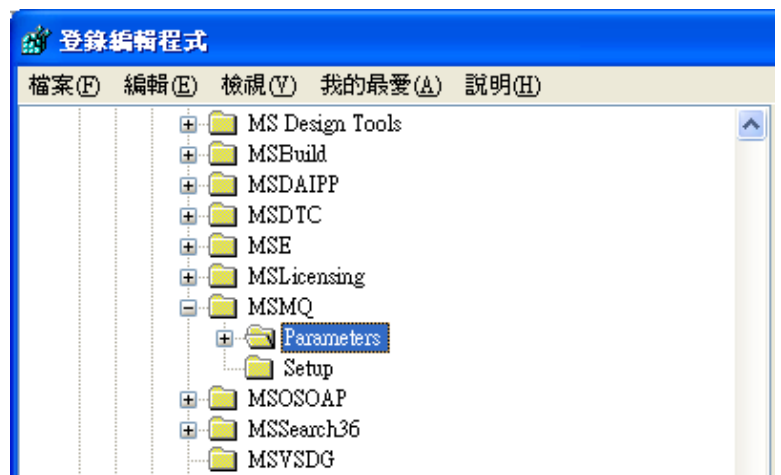 登錄編輯程式
檔案(F) 編輯(E) 檢視(V) 我的最愛(A) 說明(H)
MS Design Tools
MSBuild
MSDAIPP
MSDTC
MSE
MSLicensing
MSMQ
Parameters
Setup
MSOSOAP
MSSearch36
MSVSDG